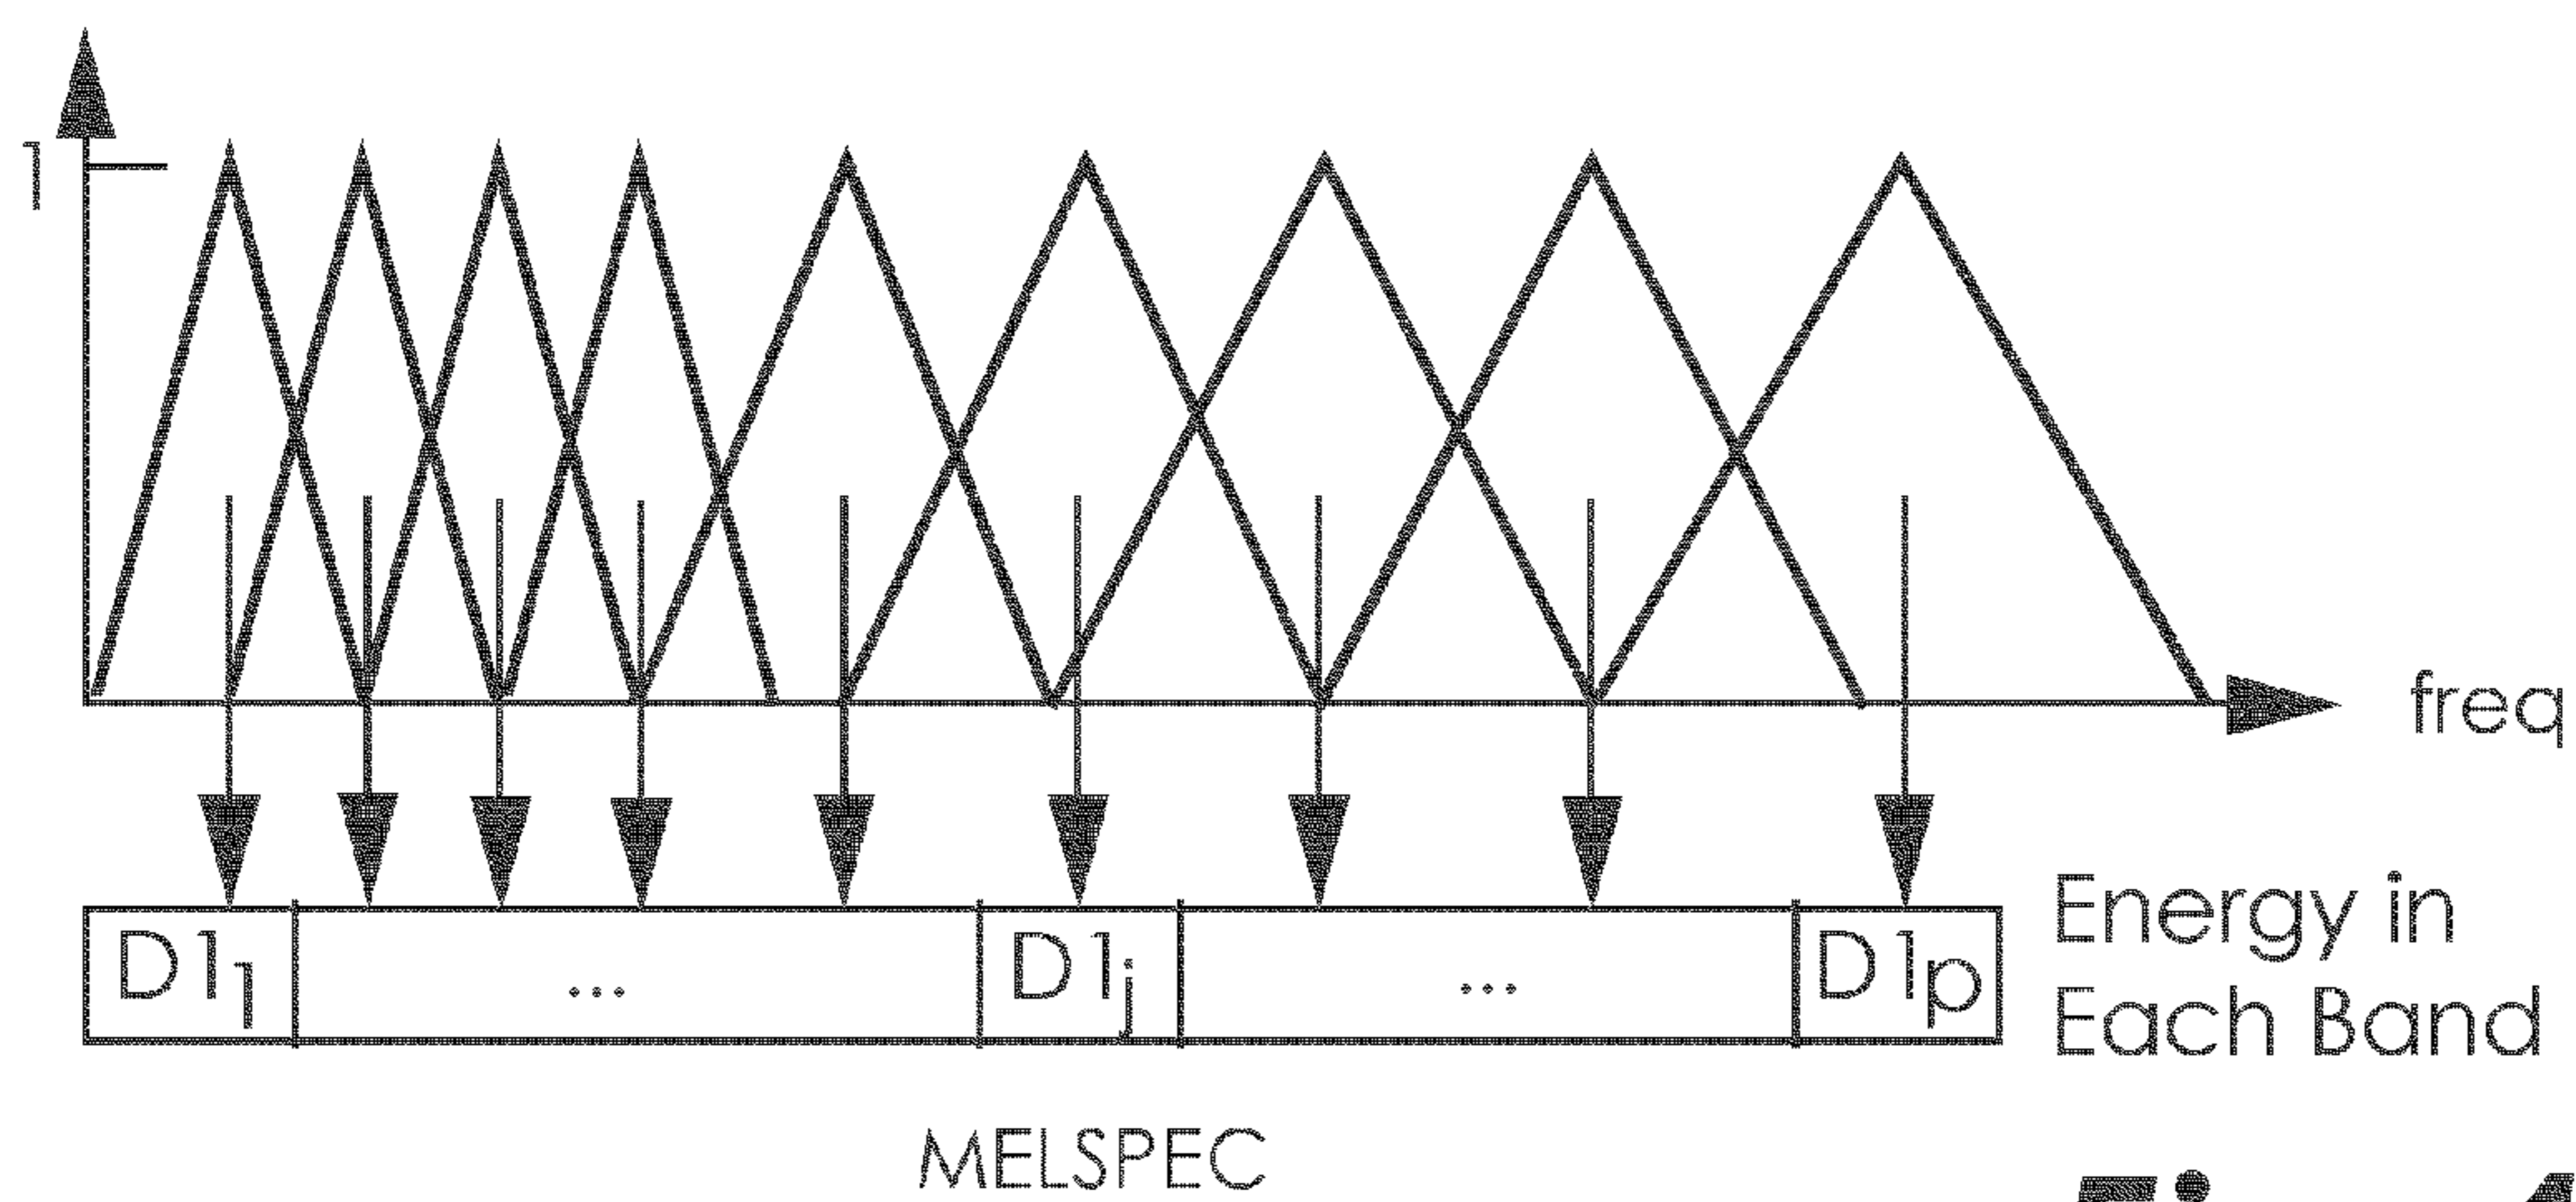 1
freq
D1₁ ... D1ⱼ ... D1ₚ
Energy in
Each Band
MELSPEC